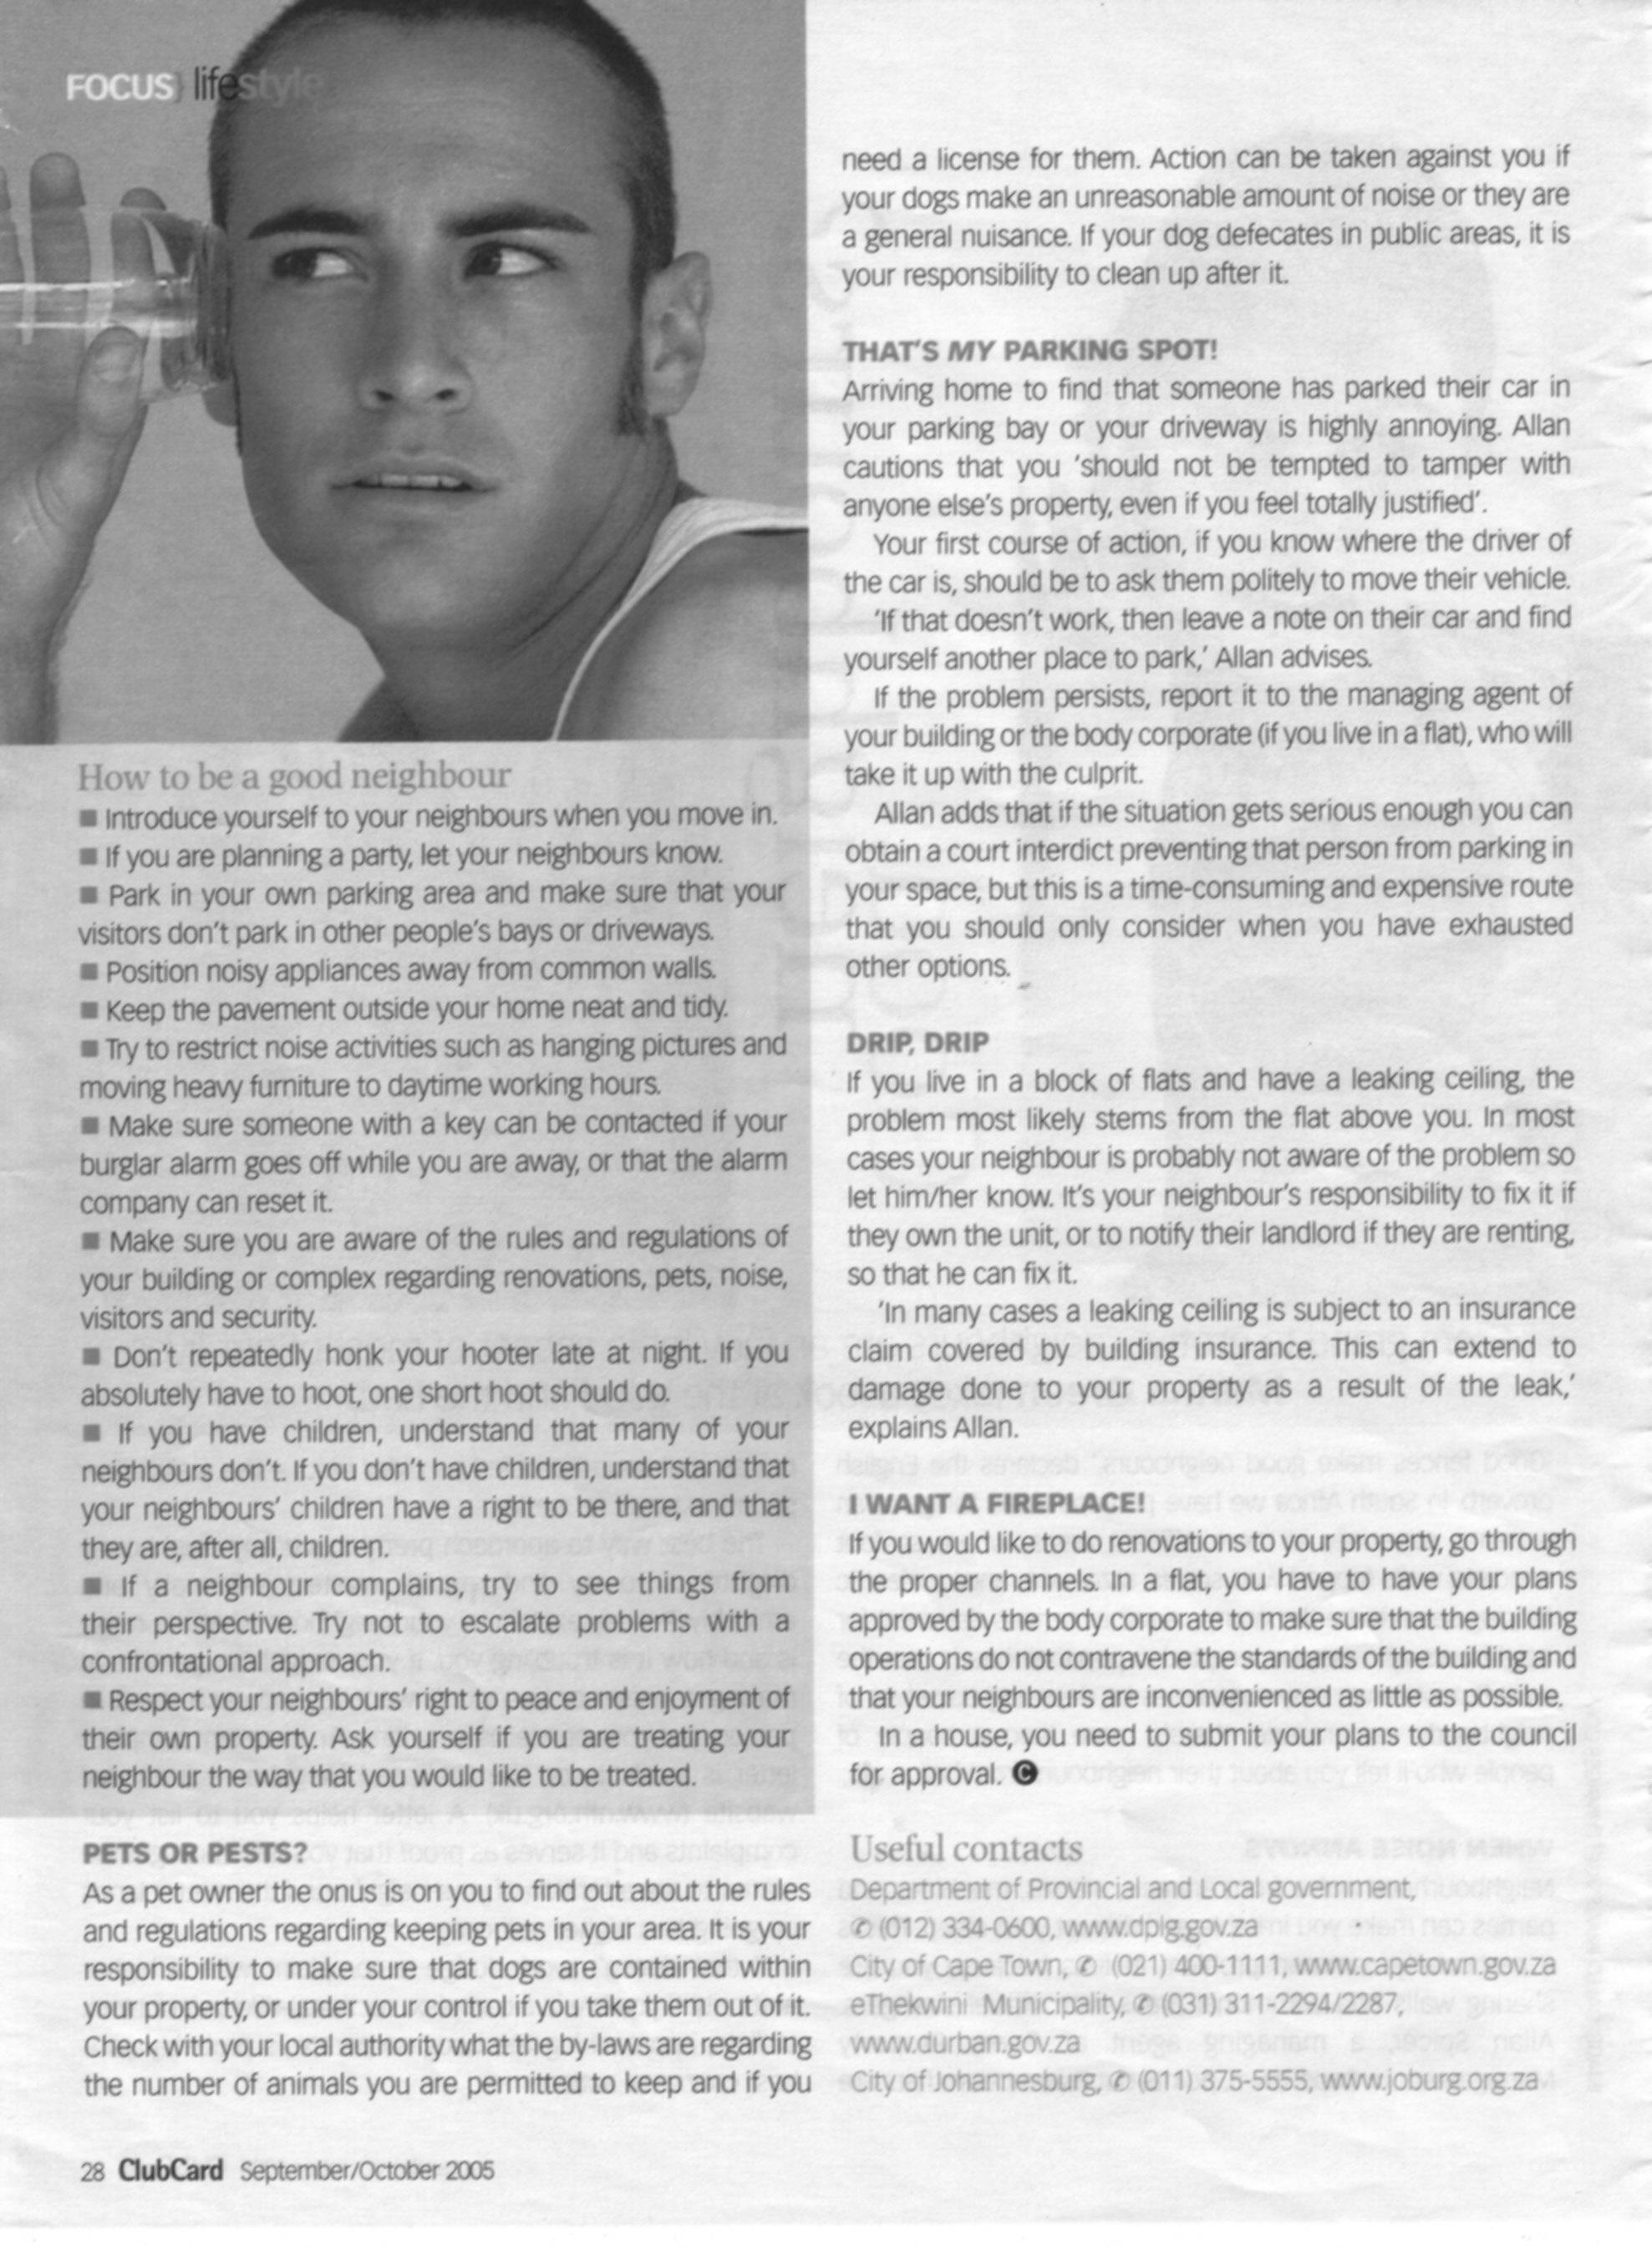 FOCUS} lifestyle
How to be a good neighbour
■ Introduce yourself to your neighbours when you move in.
■ If you are planning a party, let your neighbours know.
■ Park in your own parking area and make sure that your
visitors don't park in other people's bays or driveways.
■ Position noisy appliances away from common walls.
■ Keep the pavement outside your home neat and tidy.
■ Try to restrict noise activities such as hanging pictures and
moving heavy furniture to daytime working hours.
■ Make sure someone with a key can be contacted if your
burglar alarm goes off while you are away, or that the alarm
company can reset it.
■ Make sure you are aware of the rules and regulations of
your building or complex regarding renovations, pets, noise,
visitors and security.
■ Don't repeatedly honk your hooter late at night. If you
absolutely have to hoot, one short hoot should do.
■ If you have children, understand that many of your
neighbours don't. If you don't have children, understand that
your neighbours' children have a right to be there, and that
they are, after all, children.
■ If a neighbour complains, try to see things from
their perspective. Try not to escalate problems with a
confrontational approach.
■ Respect your neighbours' right to peace and enjoyment of
their own property. Ask yourself if you are treating your
neighbour the way that you would like to be treated.
PETS OR PESTS?
As a pet owner the onus is on you to find out about the rules
and regulations regarding keeping pets in your area. It is your
responsibility to make sure that dogs are contained within
your property, or under your control if you take them out of it.
Check with your local authority what the by-laws are regarding
the number of animals you are permitted to keep and if you
need a license for them. Action can be taken against you if
your dogs make an unreasonable amount of noise or they are
a general nuisance. If your dog defecates in public areas, it is
your responsibility to clean up after it.
THAT'S MY PARKING SPOT!
Arriving home to find that someone has parked their car in
your parking bay or your driveway is highly annoying. Allan
cautions that you 'should not be tempted to tamper with
anyone else's property, even if you feel totally justified'.
Your first course of action, if you know where the driver of
the car is, should be to ask them politely to move their vehicle.
'If that doesn't work, then leave a note on their car and find
yourself another place to park,' Allan advises.
If the problem persists, report it to the managing agent of
your building or the body corporate (if you live in a flat), who will
take it up with the culprit.
Allan adds that if the situation gets serious enough you can
obtain a court interdict preventing that person from parking in
your space, but this is a time-consuming and expensive route
that you should only consider when you have exhausted
other options.
DRIP, DRIP
If you live in a block of flats and have a leaking ceiling, the
problem most likely stems from the flat above you. In most
cases your neighbour is probably not aware of the problem so
let him/her know. It's your neighbour's responsibility to fix it if
they own the unit, or to notify their landlord if they are renting,
so that he can fix it.
'In many cases a leaking ceiling is subject to an insurance
claim covered by building insurance. This can extend to
damage done to your property as a result of the leak,'
explains Allan.
I WANT A FIREPLACE!
If you would like to do renovations to your property, go through
the proper channels. In a flat, you have to have your plans
approved by the body corporate to make sure that the building
operations do not contravene the standards of the building and
that your neighbours are inconvenienced as little as possible.
In a house, you need to submit your plans to the council
for approval. C
Useful contacts
Department of Provincial and Local government,
✆ (012) 334-0600, www.dplg.gov.za
City of Cape Town, ✆ (021) 400-1111, www.capetown.gov.za
eThekwini Municipality, ✆ (031) 311-2294/2287,
www.durban.gov.za
City of Johannesburg, ✆ (011) 375-5555, www.joburg.org.za
28 ClubCard September/October 2005